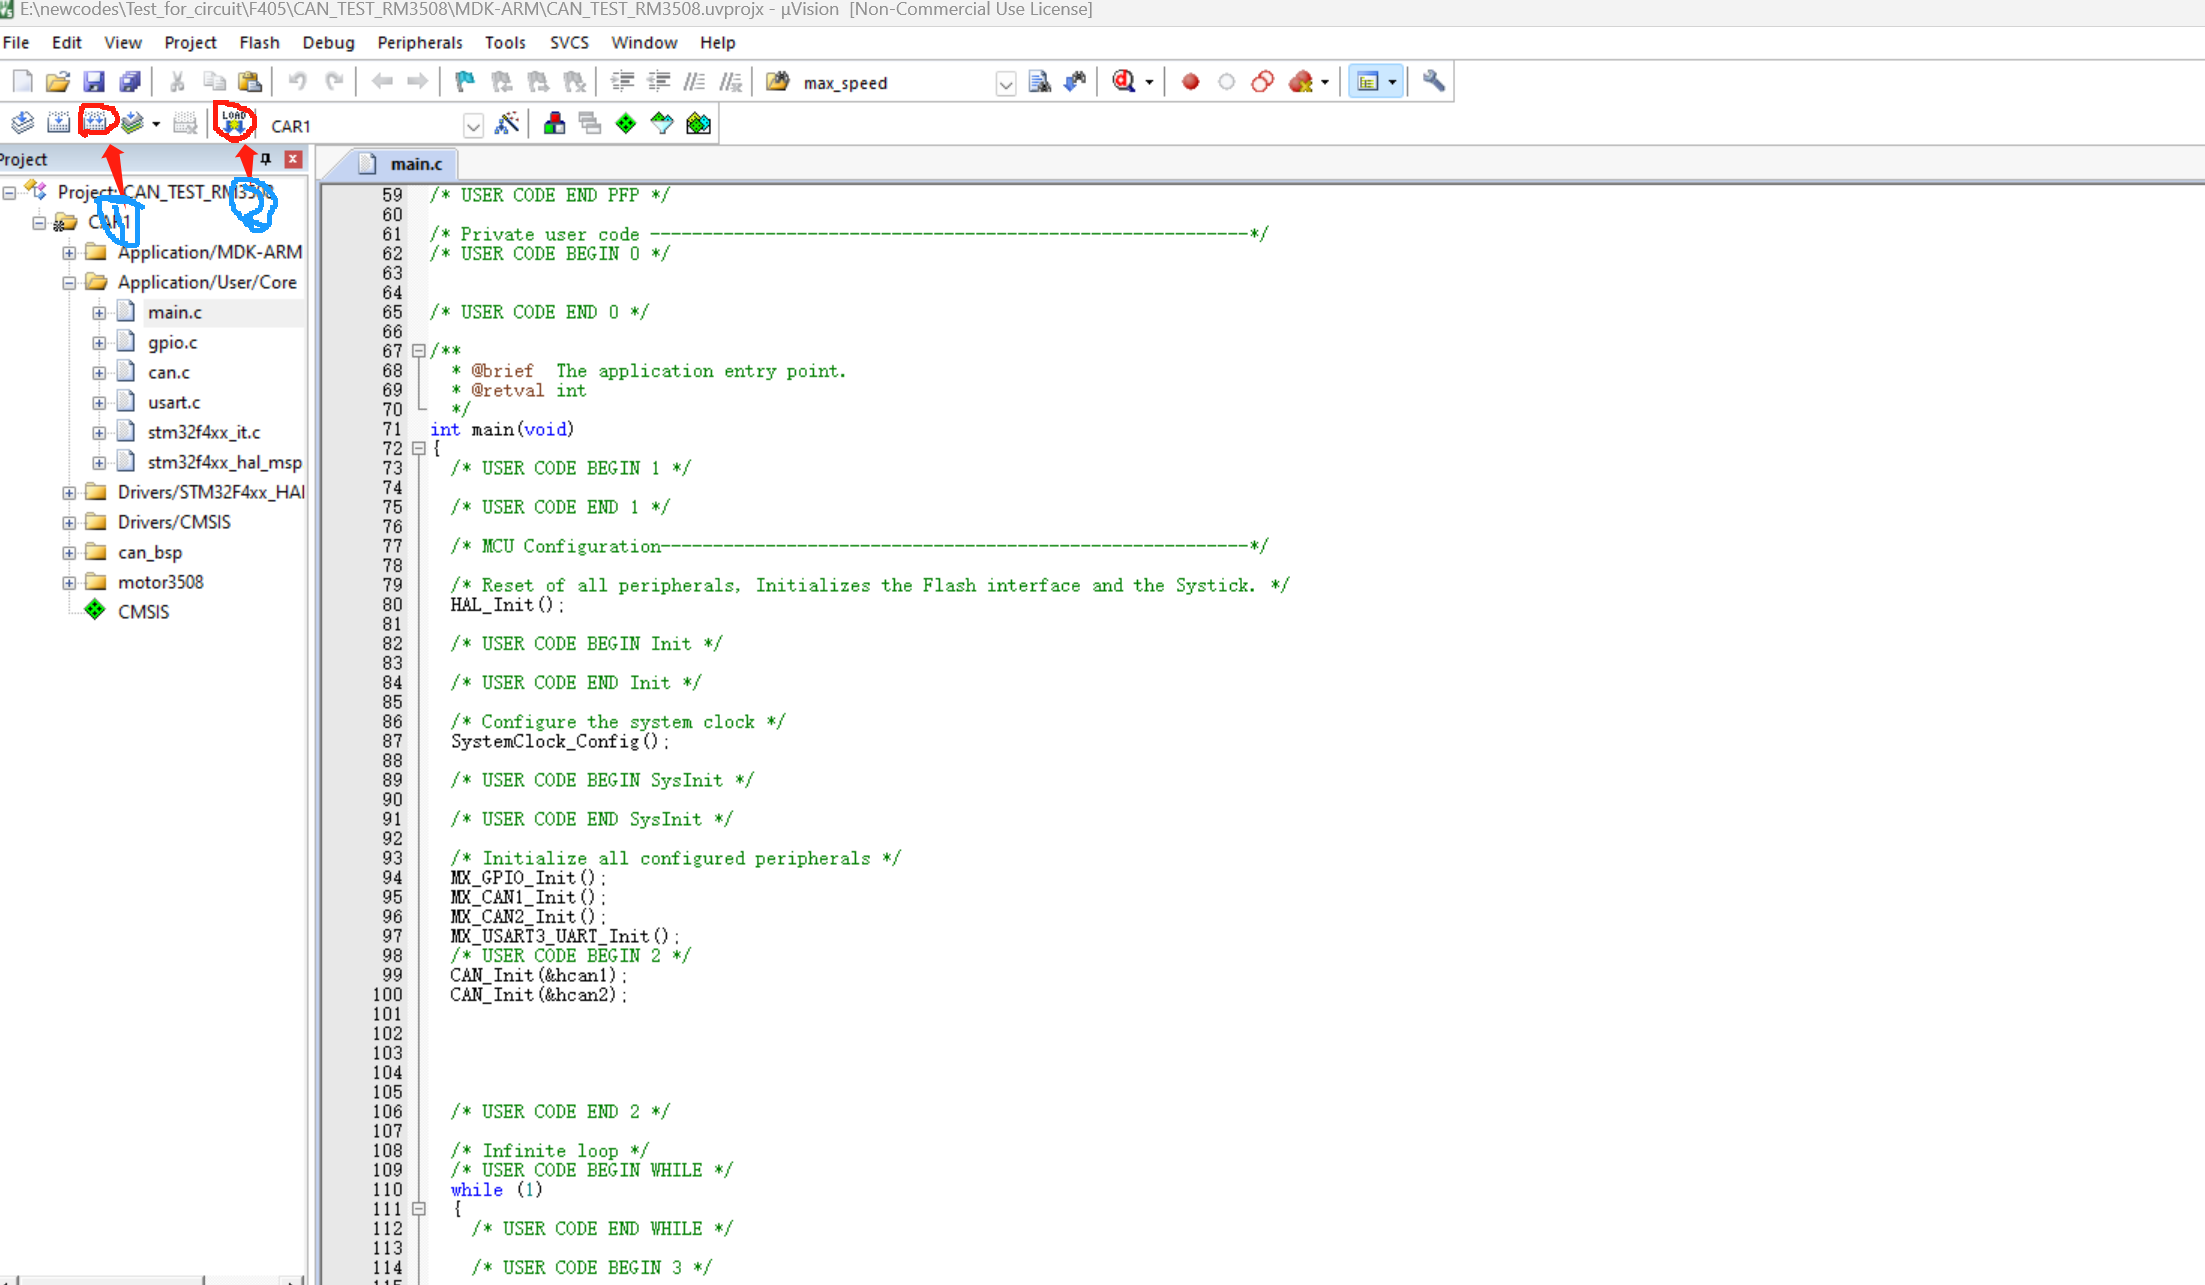 E:\newcodes\Test_for_circuit\F405\CAN_TEST_RM3508\MDK-ARM\CAN_TEST_RM3508.uvprojx - µVision  [Non-Commercial Use License]
File Edit View Project Flash Debug Peripherals Tools SVCS Window Help
max_speed
LOAD CAR1
Project
main.c
Project: CAN_TEST_RM3508
CAR1
1
2
Application/MDK-ARM
Application/User/Core
main.c
gpio.c
can.c
usart.c
stm32f4xx_it.c
stm32f4xx_hal_msp
Drivers/STM32F4xx_HAl
Drivers/CMSIS
can_bsp
motor3508
CMSIS
59 /* USER CODE END PFP */
60
61 /* Private user code ---------------------------------------------------------*/
62 /* USER CODE BEGIN 0 */
63
64
65 /* USER CODE END 0 */
66
67 /**
68 * @brief  The application entry point.
69 * @retval int
70 */
71 int main(void)
72 {
73 /* USER CODE BEGIN 1 */
74
75 /* USER CODE END 1 */
76
77 /* MCU Configuration--------------------------------------------------------*/
78
79 /* Reset of all peripherals, Initializes the Flash interface and the Systick. */
80 HAL_Init();
81
82 /* USER CODE BEGIN Init */
83
84 /* USER CODE END Init */
85
86 /* Configure the system clock */
87 SystemClock_Config();
88
89 /* USER CODE BEGIN SysInit */
90
91 /* USER CODE END SysInit */
92
93 /* Initialize all configured peripherals */
94 MX_GPIO_Init();
95 MX_CAN1_Init();
96 MX_CAN2_Init();
97 MX_USART3_UART_Init();
98 /* USER CODE BEGIN 2 */
99 CAN_Init(&hcan1);
100 CAN_Init(&hcan2);
101
102
103
104
105
106 /* USER CODE END 2 */
107
108 /* Infinite loop */
109 /* USER CODE BEGIN WHILE */
110 while (1)
111 {
112 /* USER CODE END WHILE */
113
114 /* USER CODE BEGIN 3 */